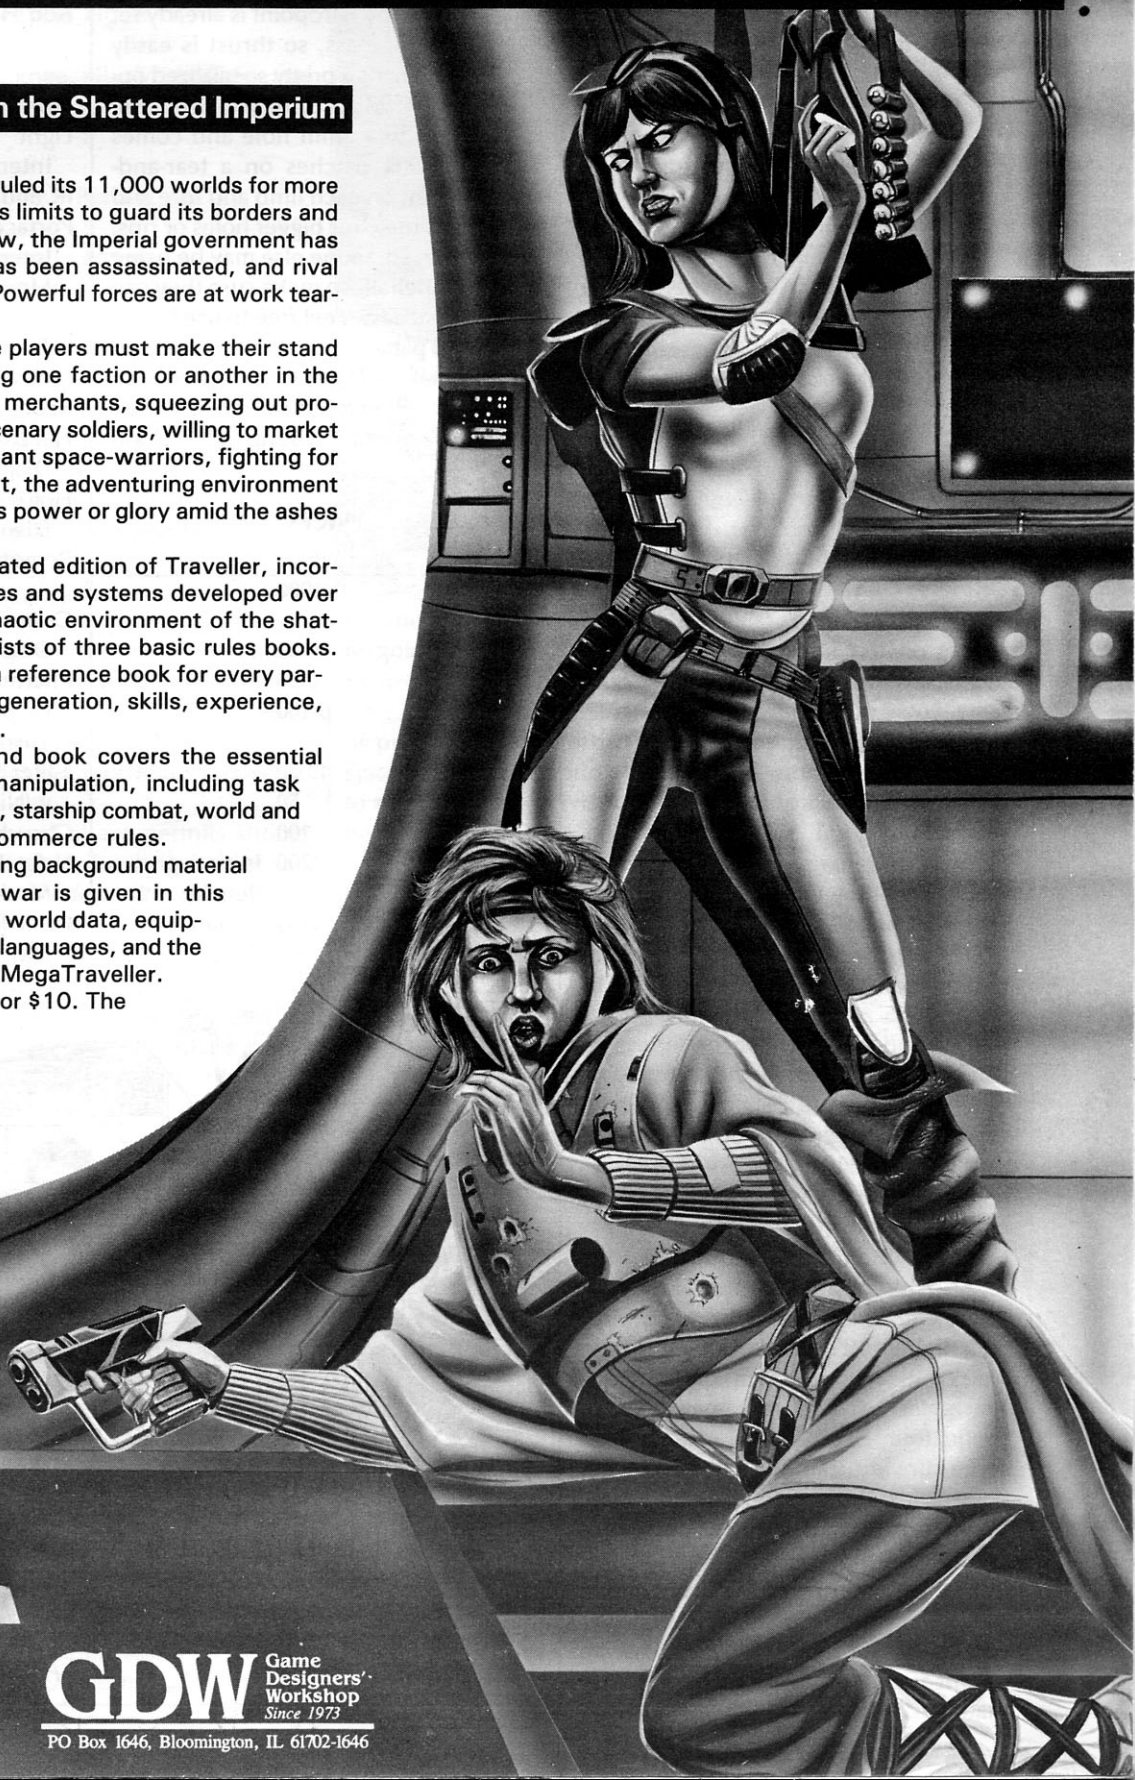 n the Shattered Imperium
uled its 11,000 worlds for more
s limits to guard its borders and
w, the Imperial government has
as been assassinated, and rival
Powerful forces are at work tear-
e players must make their stand
g one faction or another in the
merchants, squeezing out pro-
cenary soldiers, willing to market
ant space-warriors, fighting for
t, the adventuring environment
s power or glory amid the ashes
ated edition of Traveller, incor-
es and systems developed over
haotic environment of the shat-
ists of three basic rules books.
reference book for every par-
generation, skills, experience,
.
nd book covers the essential
manipulation, including task
, starship combat, world and
ommerce rules.
ng background material
war is given in this
world data, equip-
languages, and the
MegaTraveller.
or $10. The
GDW
Game
Designers'
Workshop
Since 1973
PO Box 1646, Bloomington, IL 61702-1646